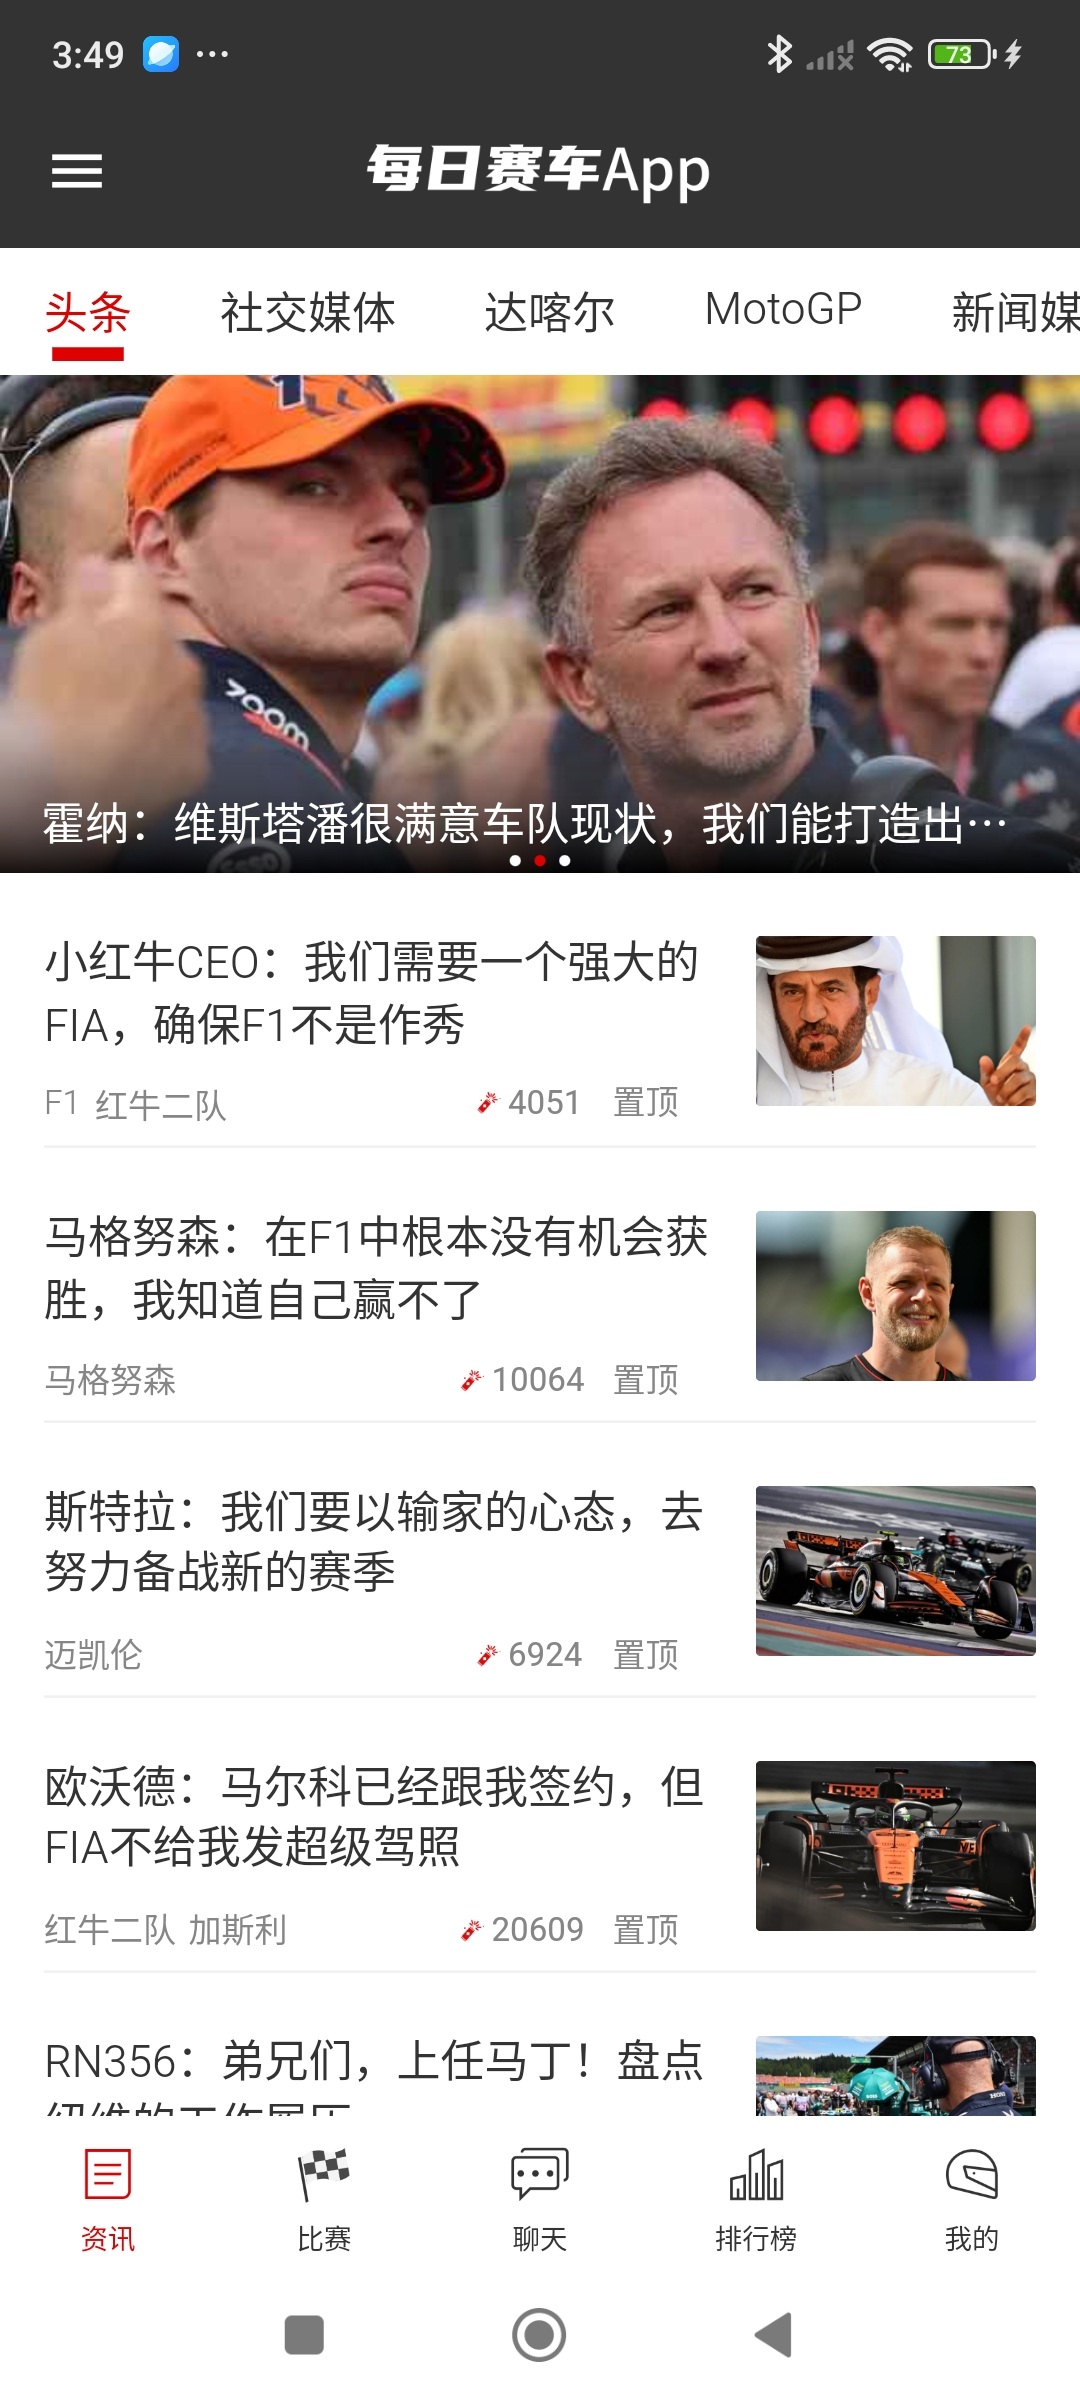 3:49
73
每日赛车App
头条 社交媒体 达喀尔 MotoGP 新闻媒
zoom
霍纳：维斯塔潘很满意车队现状，我们能打造出…
小红牛CEO：我们需要一个强大的
FIA，确保F1不是作秀
F1 红牛二队 4051 置顶
马格努森：在F1中根本没有机会获
胜，我知道自己赢不了
马格努森 10064 置顶
斯特拉：我们要以输家的心态，去
努力备战新的赛季
迈凯伦 6924 置顶
欧沃德：马尔科已经跟我签约，但
FIA不给我发超级驾照
红牛二队 加斯利 20609 置顶
RN356：弟兄们，上任马丁！盘点
资讯 比赛 聊天 排行榜 我的